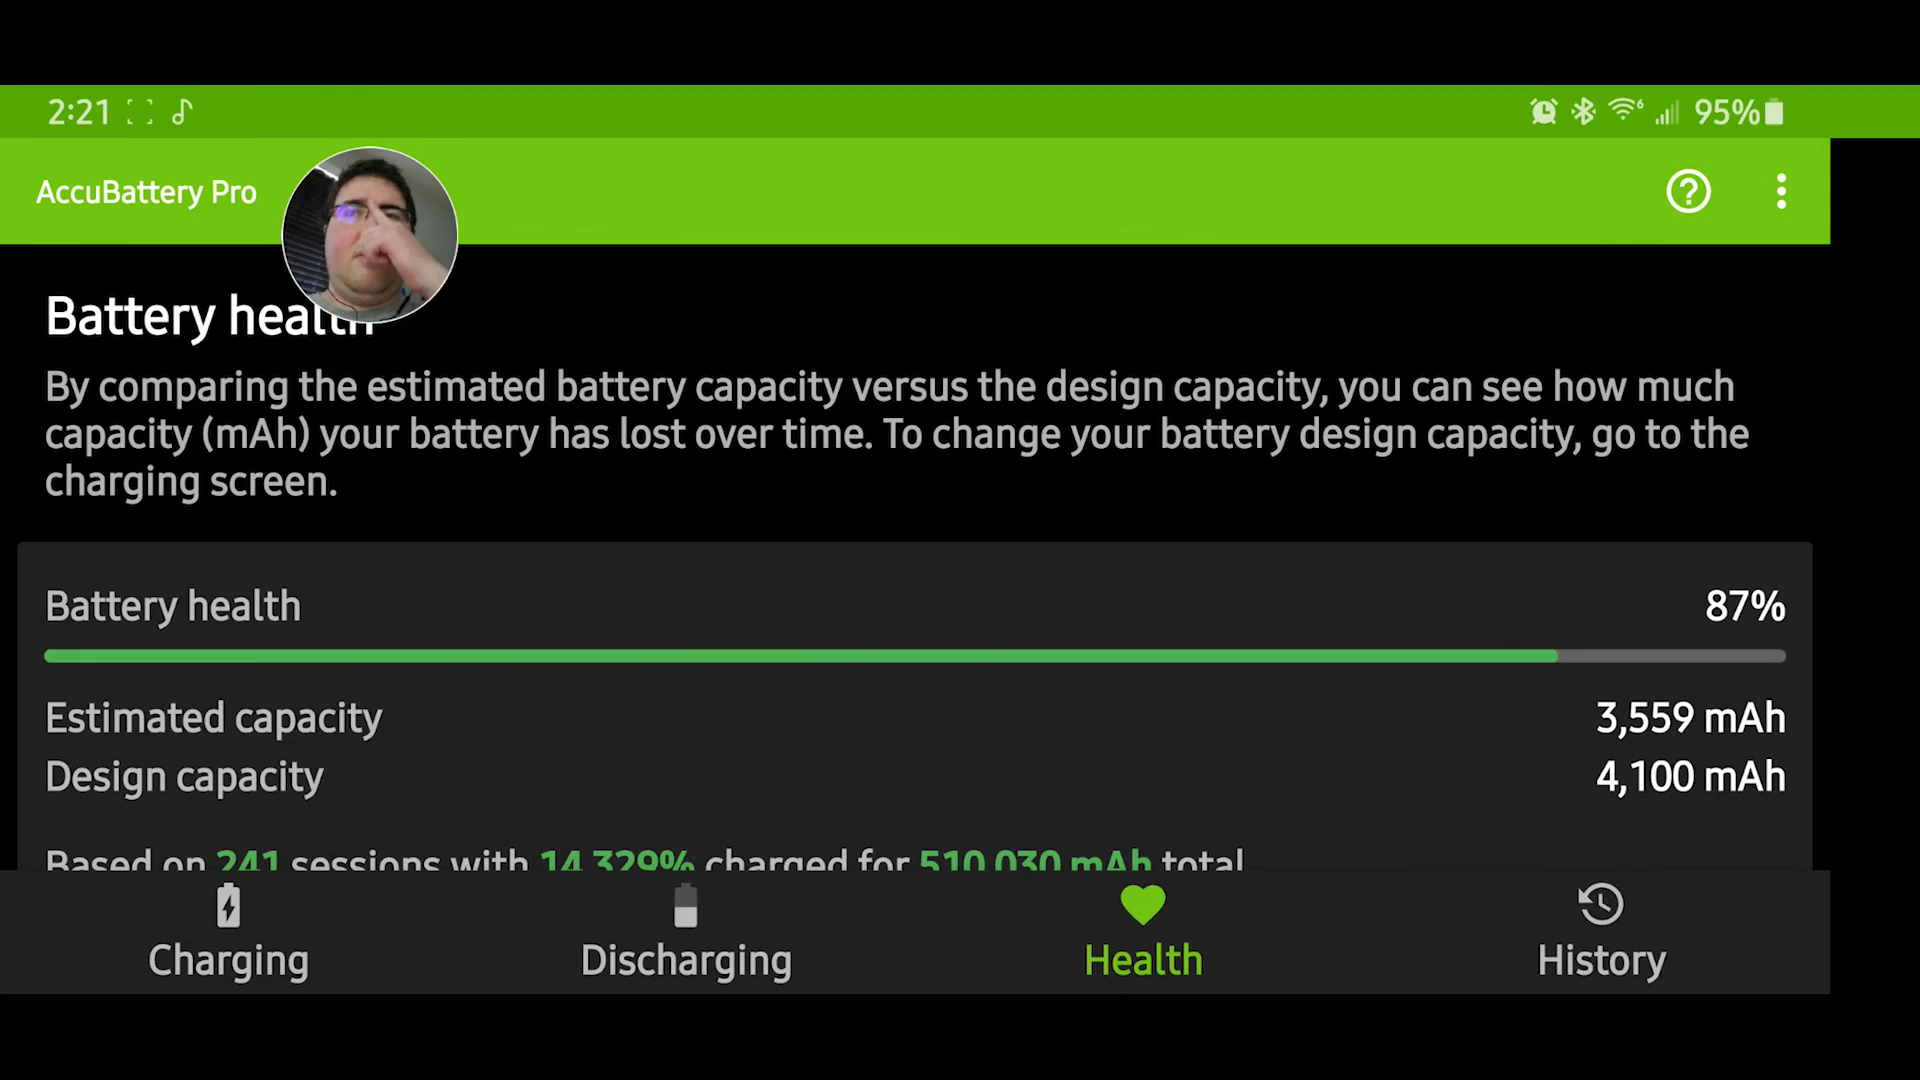 2:21 95%
AccuBattery Pro
Battery health
By comparing the estimated battery capacity versus the design capacity, you can see how much
capacity (mAh) your battery has lost over time. To change your battery design capacity, go to the
charging screen.
Battery health 87%
Estimated capacity 3,559 mAh
Design capacity 4,100 mAh
Based on 241 sessions with 14,329% charged for 510,030 mAh total
Charging Discharging Health History